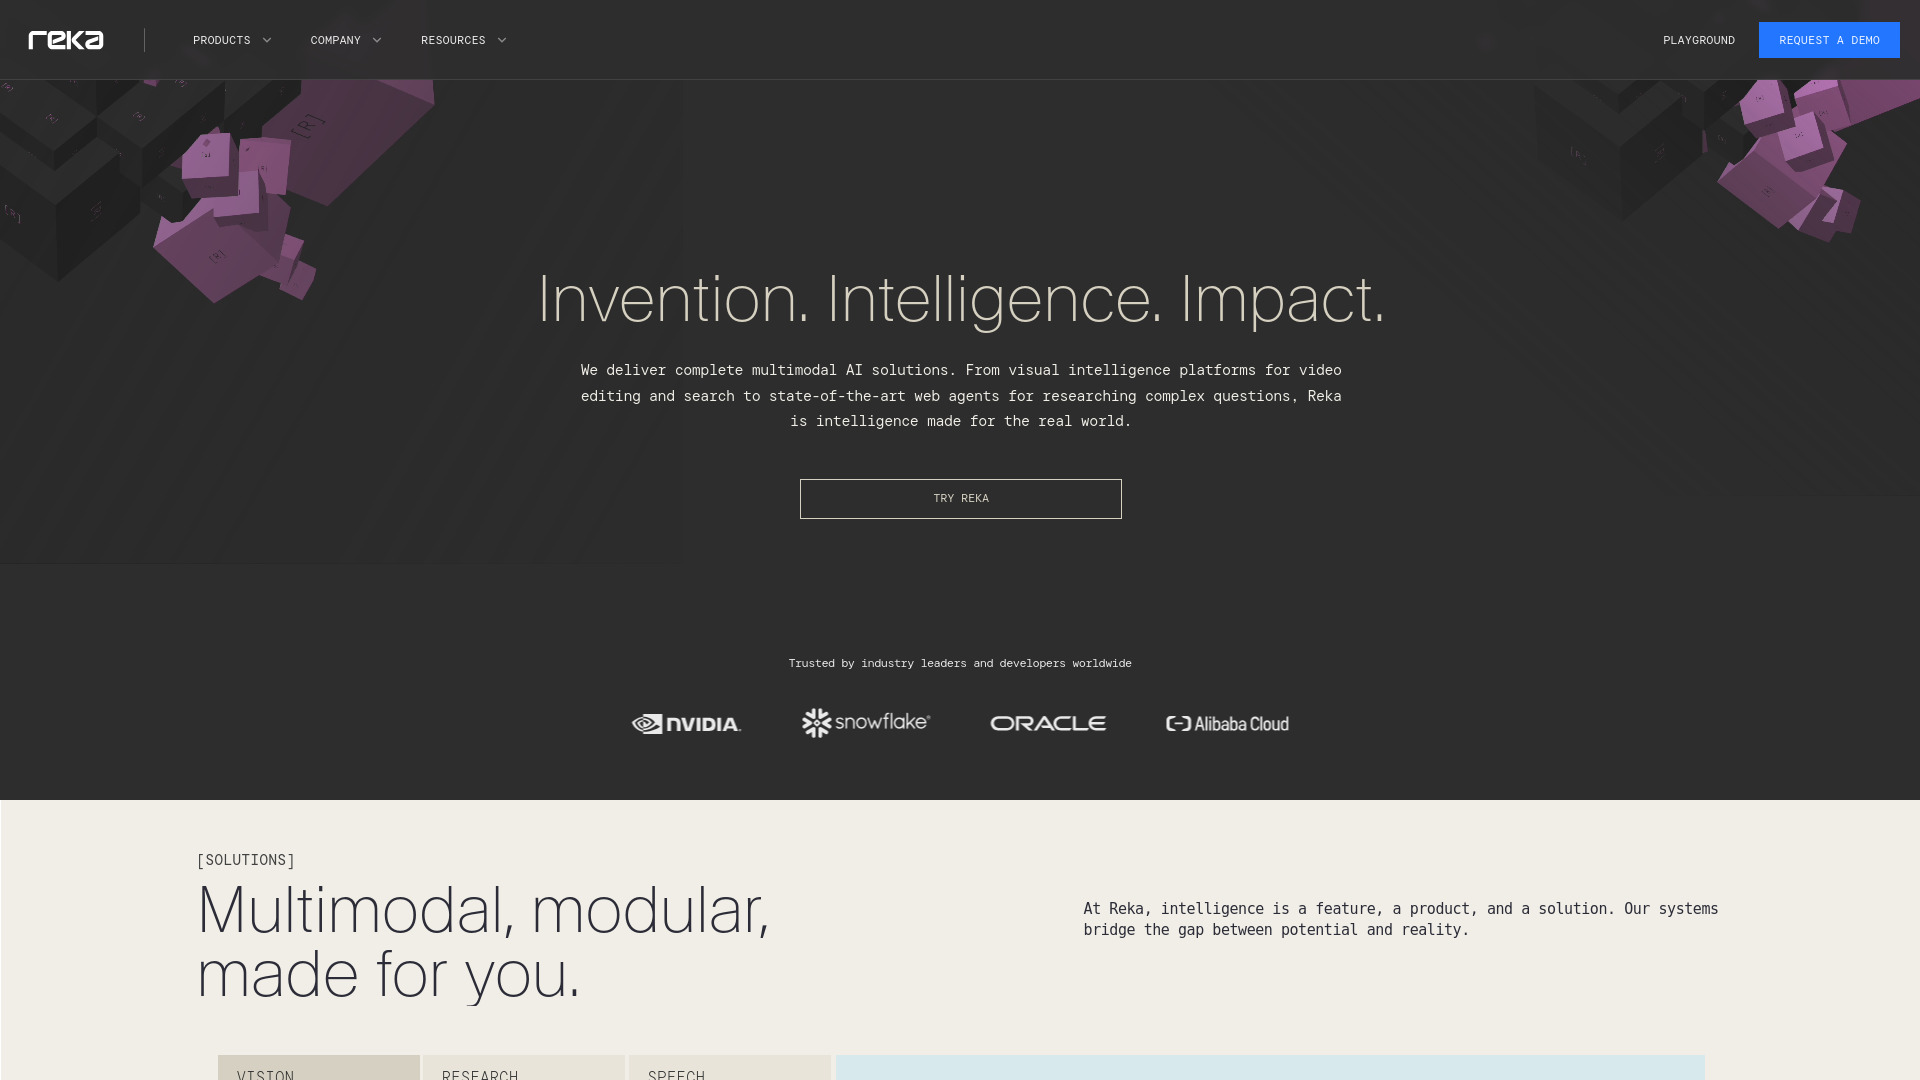 reka
PRODUCTS
COMPANY
RESOURCES
PLAYGROUND
REQUEST A DEMO
[R]
[R]
Invention. Intelligence. Impact.
We deliver complete multimodal AI solutions. From visual intelligence platforms for video
editing and search to state-of-the-art web agents for researching complex questions, Reka
is intelligence made for the real world.
TRY REKA
Trusted by industry leaders and developers worldwide
NVIDIA
snowflake
ORACLE
Alibaba Cloud
[SOLUTIONS]
Multimodal, modular,
made for you.
At Reka, intelligence is a feature, a product, and a solution. Our systems
bridge the gap between potential and reality.
VISION
RESEARCH
SPEECH